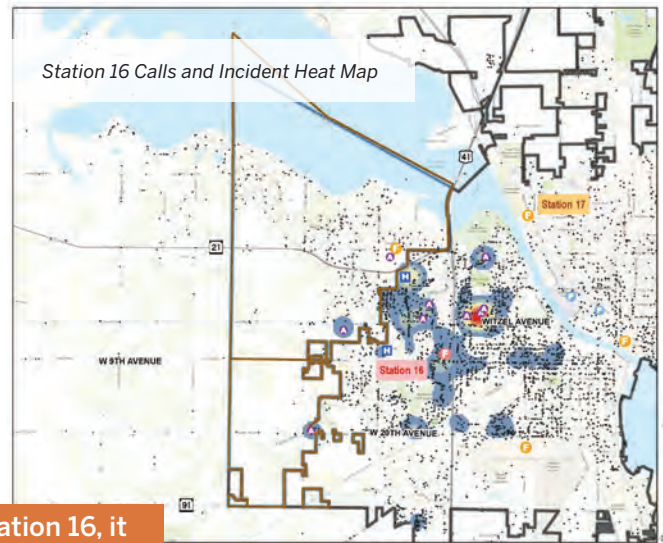 Station 16 Calls and Incident Heat Map
41
Station 17
F
F
A
A
21
H
A
A
A
A
A
WITZEL AVENUE
F
H
F
W 9TH AVENUE
Station 16
A
W 20TH AVENUE
F
91
ation 16, it